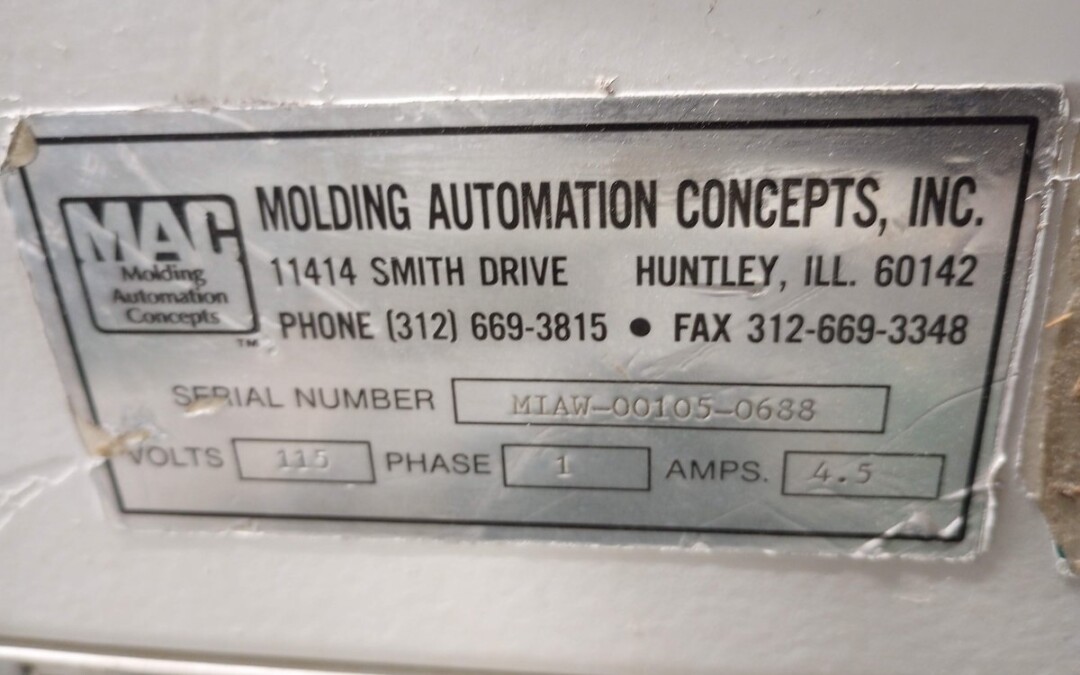 MAC
Molding
Automation
Concepts
TM
MOLDING AUTOMATION CONCEPTS, INC.
11414 SMITH DRIVE HUNTLEY, ILL. 60142
PHONE (312) 669-3815 ● FAX 312-669-3348
SERIAL NUMBER MIAW-00105-0688
VOLTS 115 PHASE 1 AMPS. 4.5